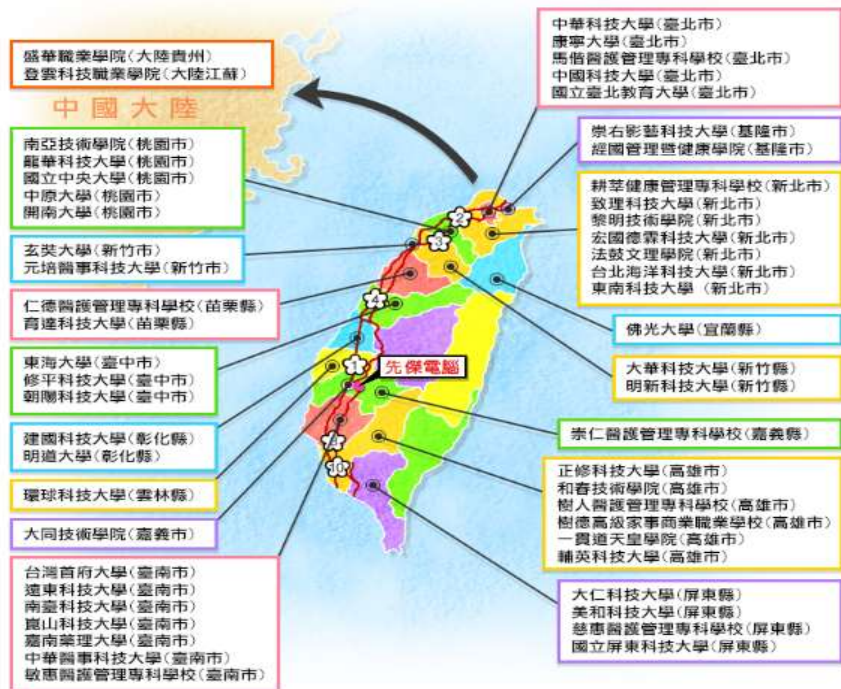 盛華職業學院(大陸貴州)
登雲科技職業學院(大陸江蘇)
中國大陸
南亞技術學院(桃園市)
龍華科技大學(桃園市)
國立中央大學(桃園市)
中原大學(桃園市)
開南大學(桃園市)
玄奘大學(新竹市)
元培醫事科技大學(新竹市)
仁德醫護管理專科學校(苗栗縣)
育達科技大學(苗栗縣)
東海大學(臺中市)
修平科技大學(臺中市)
朝陽科技大學(臺中市)
建國科技大學(彰化縣)
明道大學(彰化縣)
環球科技大學(雲林縣)
大同技術學院(嘉義市)
台灣首府大學(臺南市)
遠東科技大學(臺南市)
南臺科技大學(臺南市)
崑山科技大學(臺南市)
嘉南藥理大學(臺南市)
中華醫事科技大學(臺南市)
敏惠醫護管理專科學校(臺南市)
2
3
4
1
先傑電腦
10
中華科技大學(臺北市)
康寧大學(臺北市)
馬偕醫護管理專科學校(臺北市)
中國科技大學(臺北市)
國立臺北教育大學(臺北市)
崇右影藝科技大學(基隆市)
經國管理暨健康學院(基隆市)
耕莘健康管理專科學校(新北市)
致理科技大學(新北市)
黎明技術學院(新北市)
宏國德霖科技大學(新北市)
法鼓文理學院(新北市)
台北海洋科技大學(新北市)
東南科技大學 (新北市)
佛光大學(宜蘭縣)
大華科技大學(新竹縣)
明新科技大學(新竹縣)
崇仁醫護管理專科學校(嘉義縣)
正修科技大學(高雄市)
和春技術學院(高雄市)
樹人醫護管理專科學校(高雄市)
樹德高級家事商業職業學校(高雄市)
一貫道天皇學院(高雄市)
輔英科技大學(高雄市)
大仁科技大學(屏東縣)
美和科技大學(屏東縣)
慈惠醫護管理專科學校(屏東縣)
國立屏東科技大學(屏東縣)